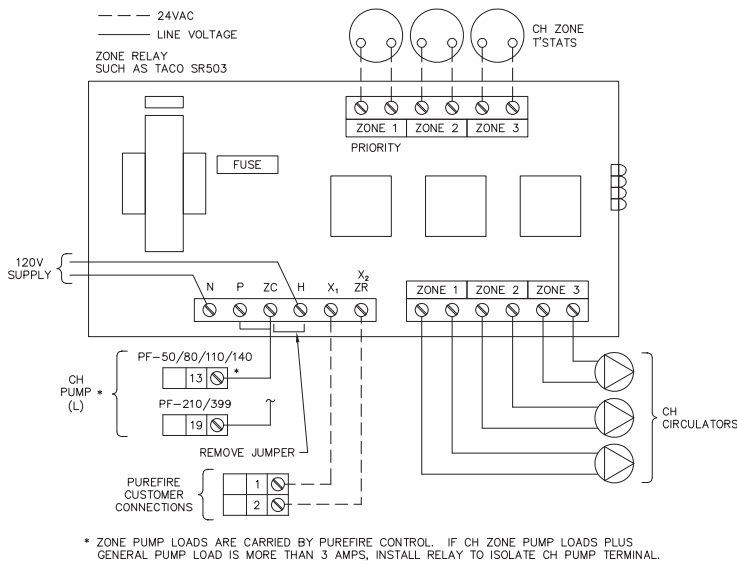 24VAC
LINE VOLTAGE
ZONE RELAY
SUCH AS TACO SR503
CH ZONE
T'STATS
ZONE 1 ZONE 2 ZONE 3
PRIORITY
FUSE
120V
SUPPLY
N P ZC H X₁ X₂
ZR
ZONE 1 ZONE 2 ZONE 3
PF-50/80/110/140
13 *
CH
PUMP *
(L)
PF-210/399
19
REMOVE JUMPER
CH
CIRCULATORS
PUREFIRE
CUSTOMER
CONNECTIONS
1
2
* ZONE PUMP LOADS ARE CARRIED BY PUREFIRE CONTROL. IF CH ZONE PUMP LOADS PLUS
GENERAL PUMP LOAD IS MORE THAN 3 AMPS, INSTALL RELAY TO ISOLATE CH PUMP TERMINAL.